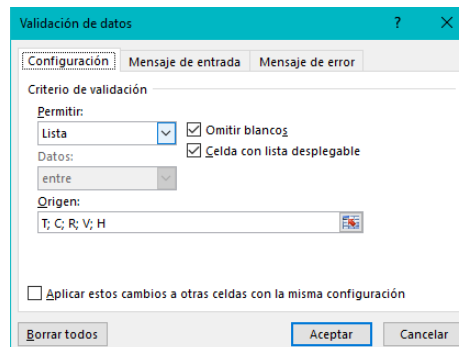 Validación de datos ? ×
Configuración Mensaje de entrada Mensaje de error
Criterio de validación
Permitir:
Lista Omitir blancos
Datos: Celda con lista desplegable
entre
Origen:
T; C; R; V; H
Aplicar estos cambios a otras celdas con la misma configuración
Borrar todos Aceptar Cancelar